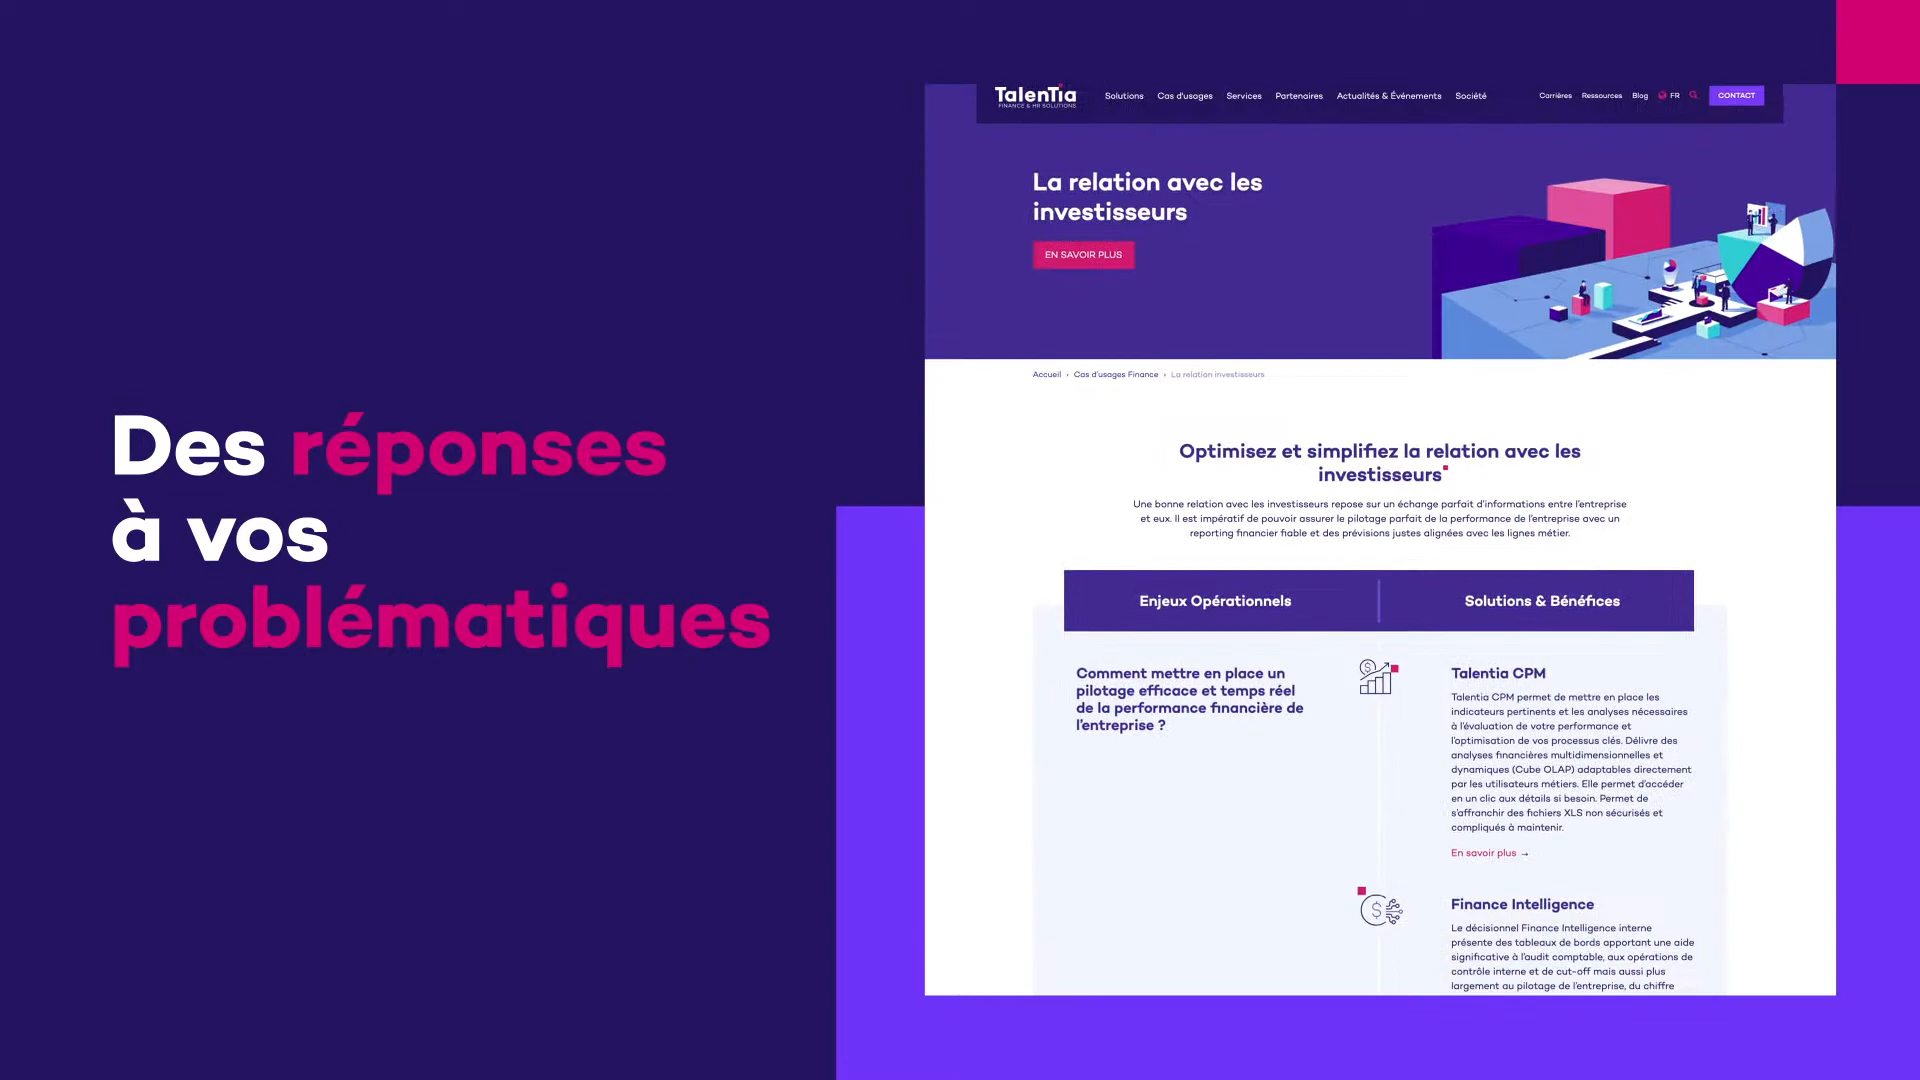 Des réponses
à vos
problématiques
TalenTia
FINANCE & HR SOLUTIONS
Solutions Cas d'usages Services Partenaires Actualités & Événements Société
Carrières Ressources Blog FR CONTACT
La relation avec les
investisseurs
EN SAVOIR PLUS
Accueil › Cas d'usages Finance › La relation investisseurs
Optimisez et simplifiez la relation avec les
investisseurs
Une bonne relation avec les investisseurs repose sur un échange parfait d'informations entre l'entreprise
et eux. Il est impératif de pouvoir assurer le pilotage parfait de la performance de l'entreprise avec un
reporting financier fiable et des prévisions justes alignées avec les lignes métier.
Enjeux Opérationnels
Solutions & Bénéfices
Comment mettre en place un
pilotage efficace et temps réel
de la performance financière de
l'entreprise ?
Talentia CPM
Talentia CPM permet de mettre en place les
indicateurs pertinents et les analyses nécessaires
à l'évaluation de votre performance et
l'optimisation de vos processus clés. Délivre des
analyses financières multidimensionnelles et
dynamiques (Cube OLAP) adaptables directement
par les utilisateurs métiers. Elle permet d'accéder
en un clic aux détails si besoin. Permet de
s'affranchir des fichiers XLS non sécurisés et
compliqués à maintenir.
En savoir plus →
Finance Intelligence
Le décisionnel Finance Intelligence interne
présente des tableaux de bords apportant une aide
significative à l'audit comptable, aux opérations de
contrôle interne et de cut-off mais aussi plus
largement au pilotage de l'entreprise, du chiffre